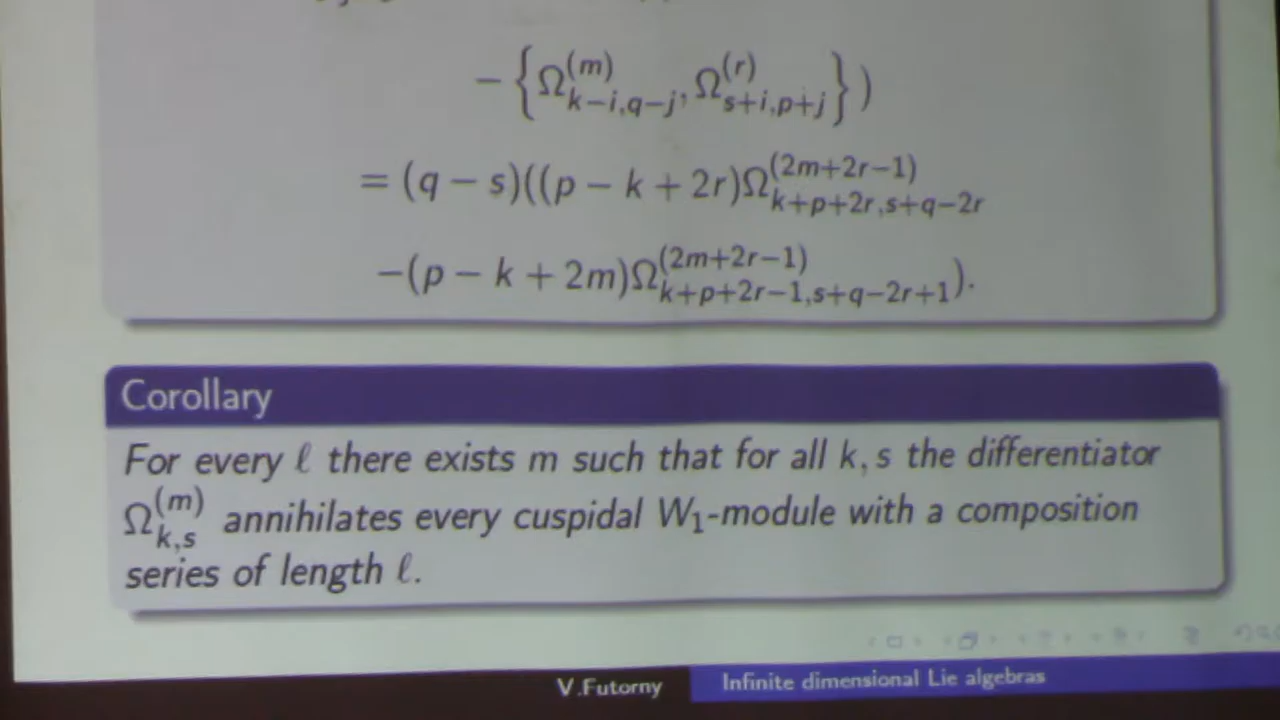 − { Ω^{(m)}_{k−i,q−j}, Ω^{(r)}_{s+i,p+j} } )
= (q − s)((p − k + 2r)Ω^{(2m+2r−1)}_{k+p+2r,s+q−2r}
−(p − k + 2m)Ω^{(2m+2r−1)}_{k+p+2r−1,s+q−2r+1}).
Corollary
For every ℓ there exists m such that for all k, s the differentiator
Ω^{(m)}_{k,s} annihilates every cuspidal W₁-module with a composition
series of length ℓ.
V.Futorny Infinite dimensional Lie algebras